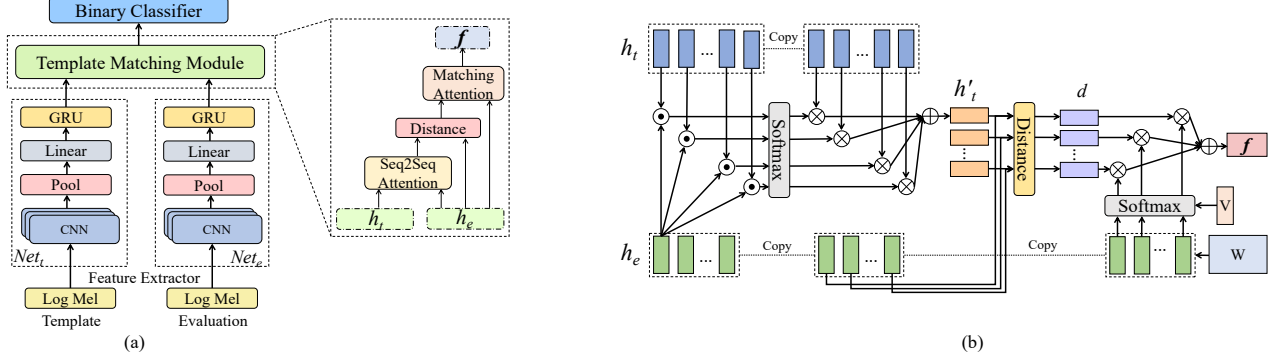 Binary Classifier
Template Matching Module
GRU
GRU
Linear
Linear
Pool
Pool
CNN
CNN
Net_t
Net_e
Feature Extractor
Log Mel
Log Mel
Template
Evaluation
(a)
f
Matching
Attention
Distance
Seq2Seq
Attention
h_t
h_e
h_t
...
Copy
...
Softmax
h'_t
Distance
d
f
Softmax
V
h_e
...
Copy
...
Copy
...
W
(b)